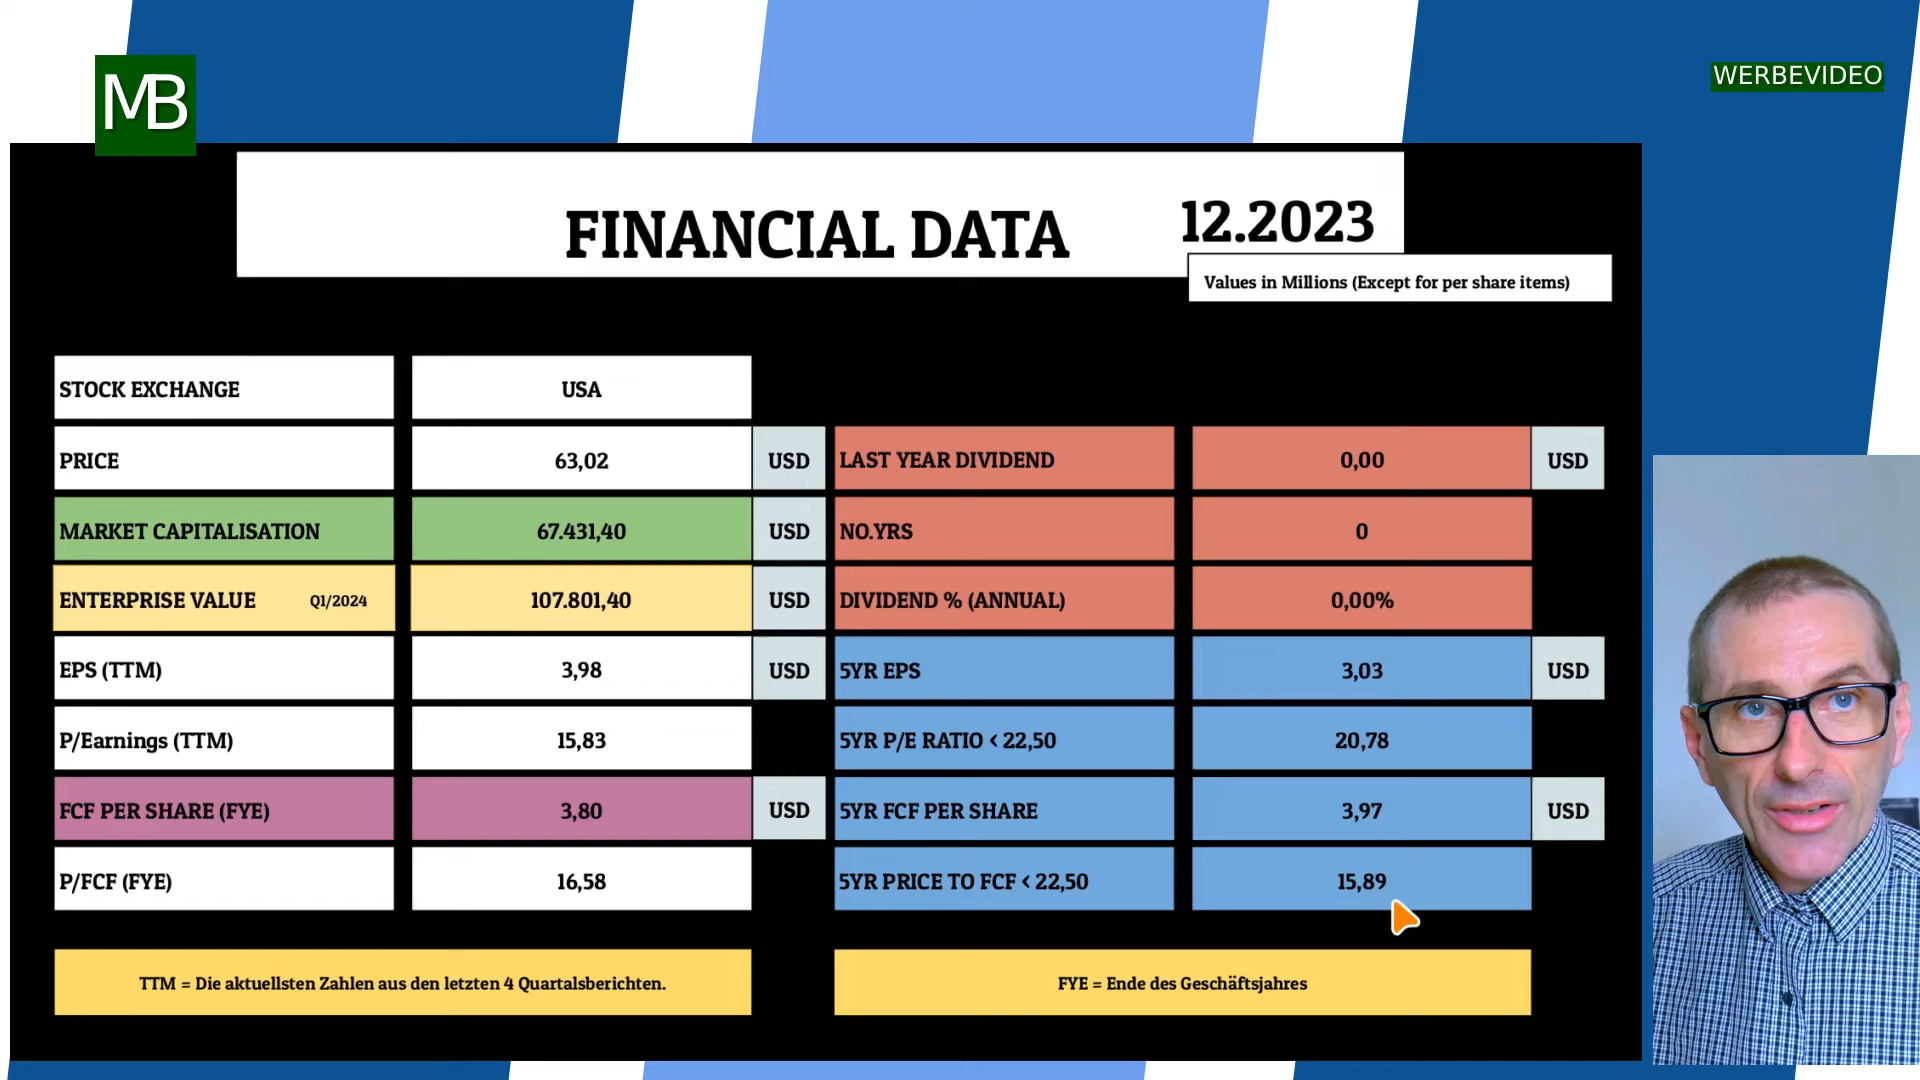 MB
WERBEVIDEO
FINANCIAL DATA
12.2023
Values in Millions (Except for per share items)
STOCK EXCHANGE USA
PRICE 63,02 USD LAST YEAR DIVIDEND 0,00 USD
MARKET CAPITALISATION 67.431,40 USD NO.YRS 0
ENTERPRISE VALUE Q1/2024 107.801,40 USD DIVIDEND % (ANNUAL) 0,00%
EPS (TTM) 3,98 USD 5YR EPS 3,03 USD
P/Earnings (TTM) 15,83 5YR P/E RATIO < 22,50 20,78
FCF PER SHARE (FYE) 3,80 USD 5YR FCF PER SHARE 3,97 USD
P/FCF (FYE) 16,58 5YR PRICE TO FCF < 22,50 15,89
TTM = Die aktuellsten Zahlen aus den letzten 4 Quartalsberichten. FYE = Ende des Geschäftsjahres